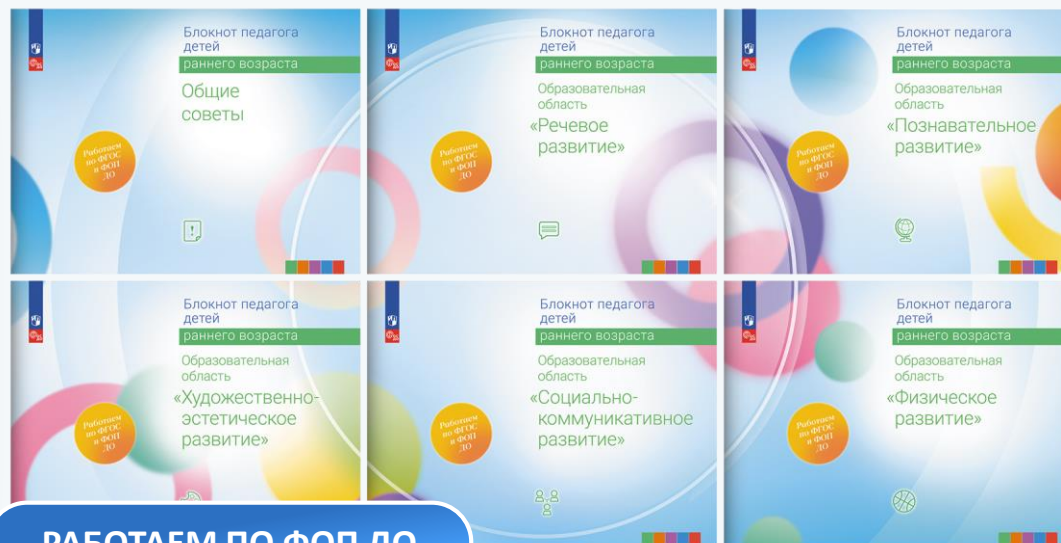 Блокнот педагога
детей
раннего возраста
Общие
советы
Работаем
по ФГОС
и ФОП
ДО
Блокнот педагога
детей
раннего возраста
Образовательная
область
«Речевое
развитие»
Работаем
по ФГОС
и ФОП
ДО
Блокнот педагога
детей
раннего возраста
Образовательная
область
«Познавательное
развитие»
Работаем
по ФГОС
и ФОП
ДО
Блокнот педагога
детей
раннего возраста
Образовательная
область
«Художественно-
эстетическое
развитие»
Работаем
по ФГОС
и ФОП
ДО
Блокнот педагога
детей
раннего возраста
Образовательная
область
«Социально-
коммуникативное
развитие»
Работаем
по ФГОС
и ФОП
ДО
Блокнот педагога
детей
раннего возраста
Образовательная
область
«Физическое
развитие»
Работаем
по ФГОС
и ФОП
ДО
РАБОТАЕМ ПО ФОП ДО